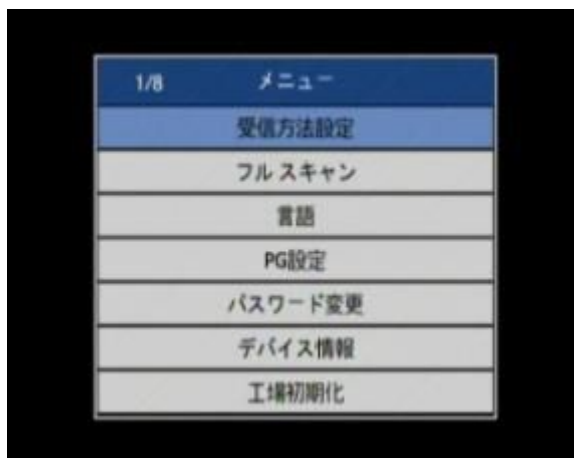 1/8 メニュー
受信方法設定
フルスキャン
言語
PG設定
パスワード変更
デバイス情報
工場初期化